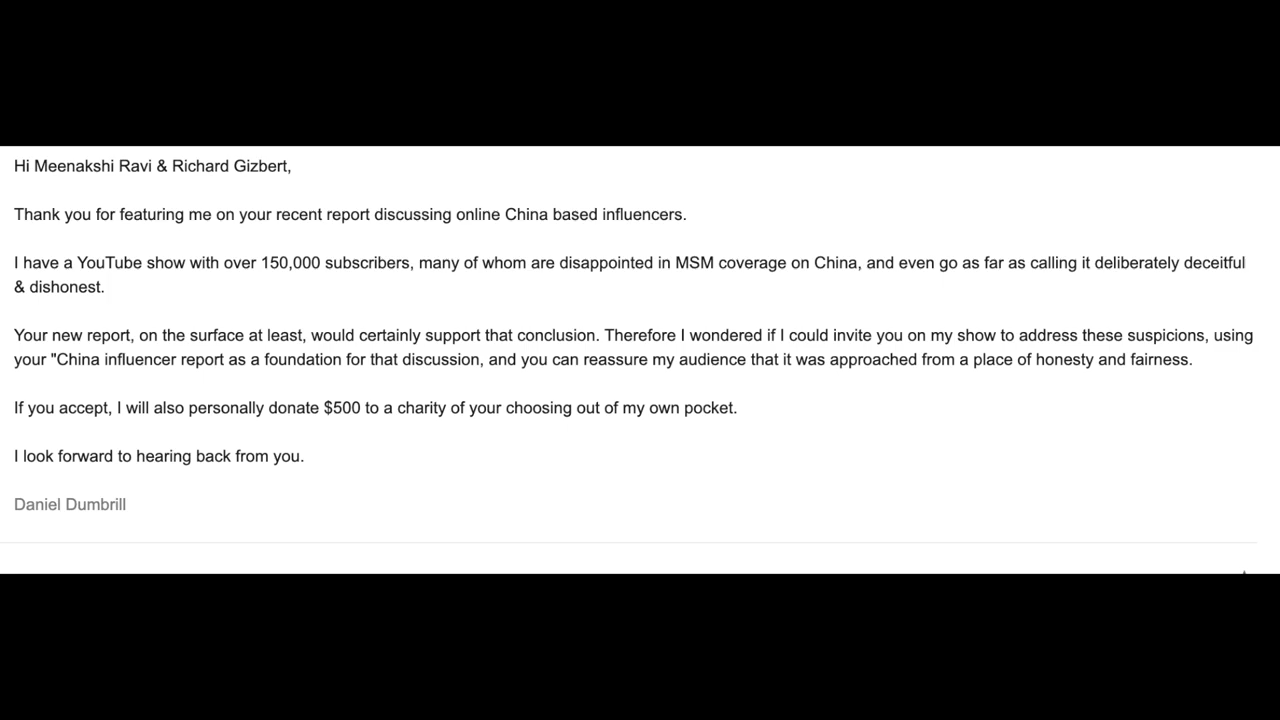 Hi Meenakshi Ravi & Richard Gizbert,
Thank you for featuring me on your recent report discussing online China based influencers.
I have a YouTube show with over 150,000 subscribers, many of whom are disappointed in MSM coverage on China, and even go as far as calling it deliberately deceitful
& dishonest.
Your new report, on the surface at least, would certainly support that conclusion. Therefore I wondered if I could invite you on my show to address these suspicions, using
your "China influencer report as a foundation for that discussion, and you can reassure my audience that it was approached from a place of honesty and fairness.
If you accept, I will also personally donate $500 to a charity of your choosing out of my own pocket.
I look forward to hearing back from you.
Daniel Dumbrill